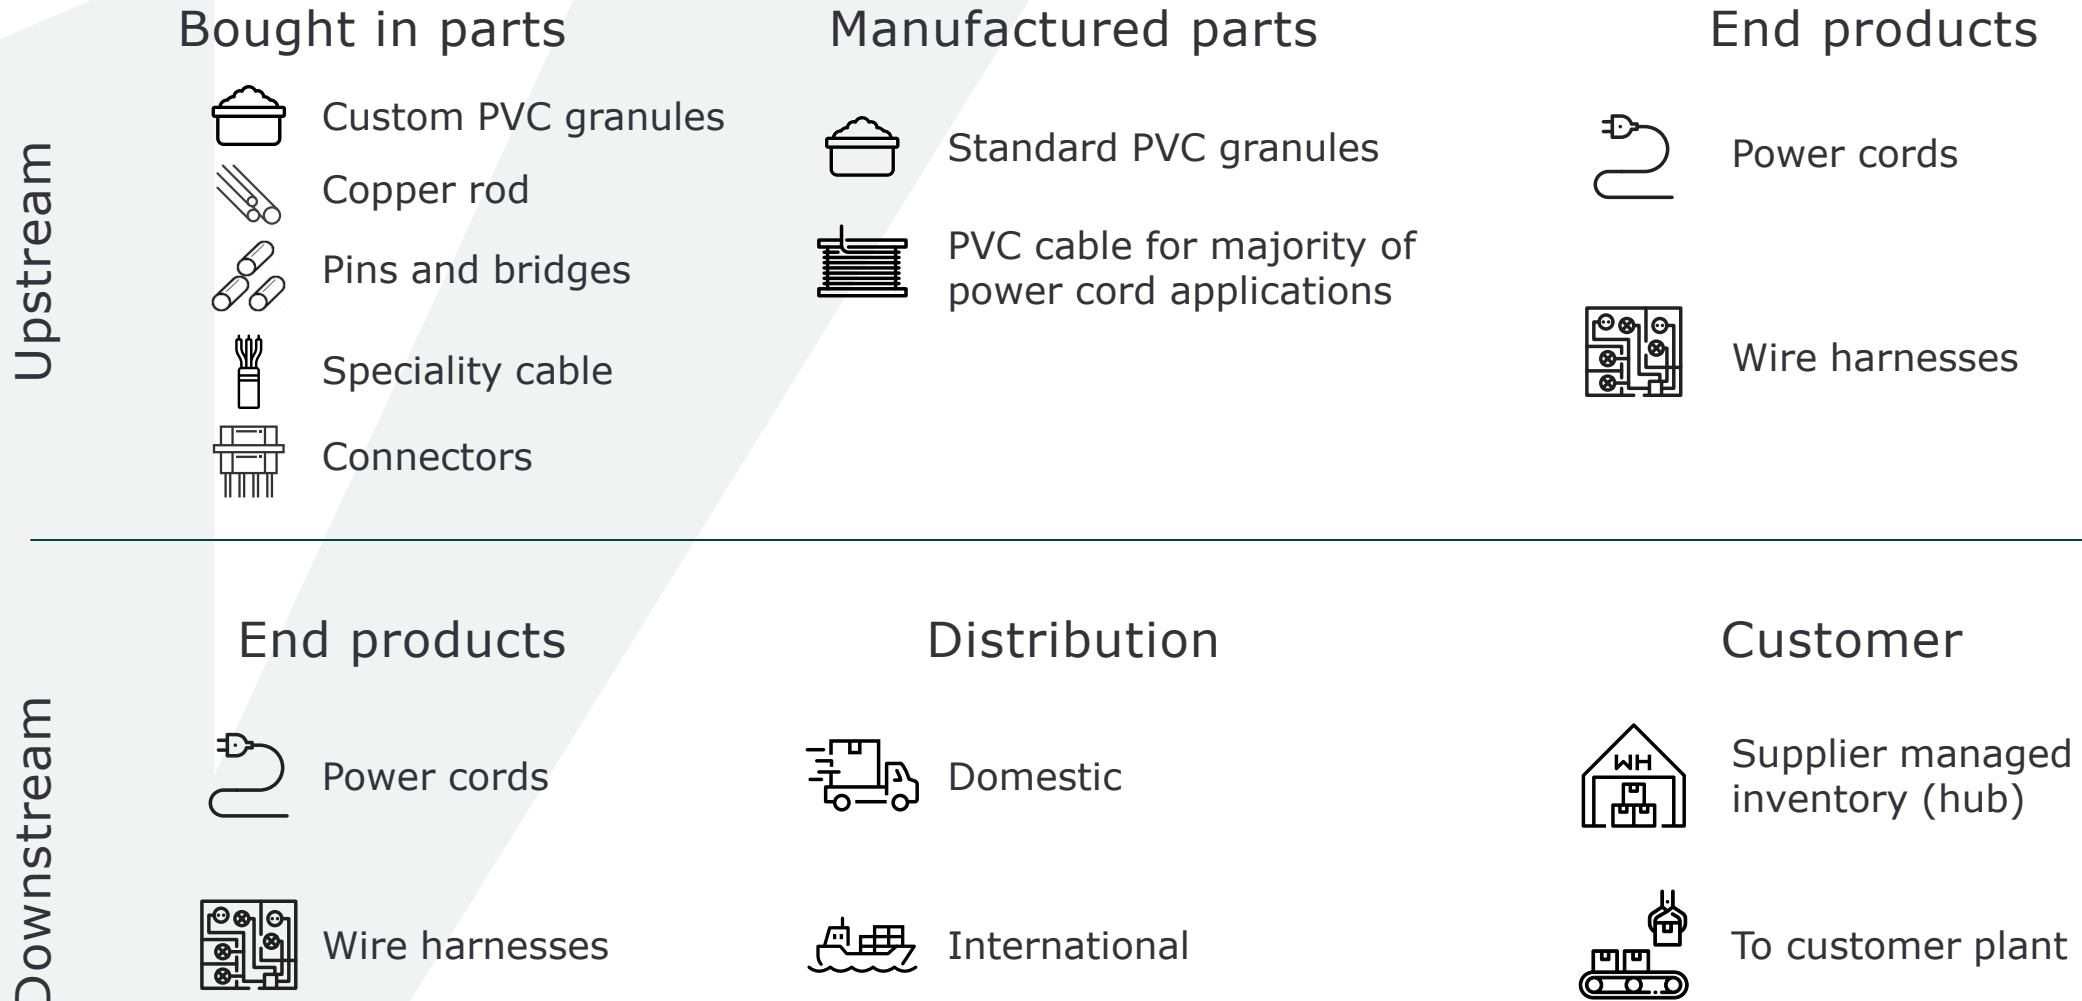 Bought in parts
Manufactured parts
End products
Upstream
Custom PVC granules
Copper rod
Pins and bridges
Speciality cable
Connectors
Standard PVC granules
PVC cable for majority of
power cord applications
Power cords
Wire harnesses
End products
Distribution
Customer
Downstream
Power cords
Wire harnesses
Domestic
International
WH
Supplier managed
inventory (hub)
To customer plant